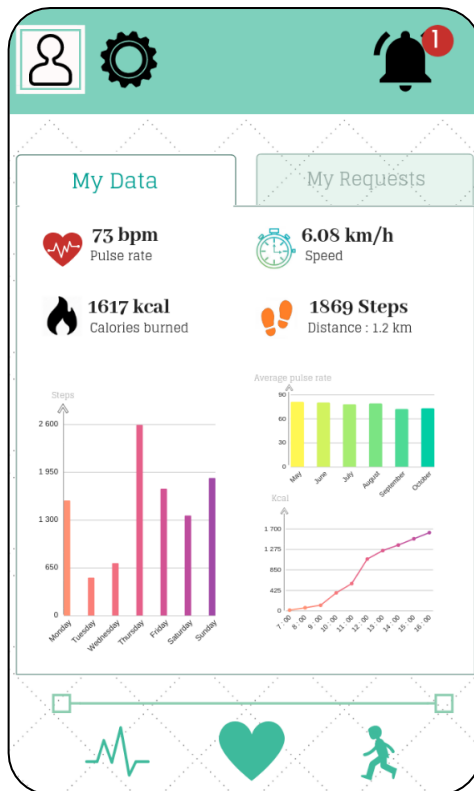 1
My Data
My Requests
73 bpm
Pulse rate
6.08 km/h
Speed
1617 kcal
Calories burned
1869 Steps
Distance : 1.2 km
Steps
2 600
1 950
1 300
650
0
Monday
Tuesday
Wednesday
Thursday
Friday
Saturday
Sunday
Average pulse rate
90
60
30
0
May
June
July
August
September
October
Kcal
1 700
1 275
850
425
0
7 : 00
8 : 00
9 : 00
10 : 00
11 : 00
12 : 00
13 : 00
14 : 00
15 : 00
16 : 00